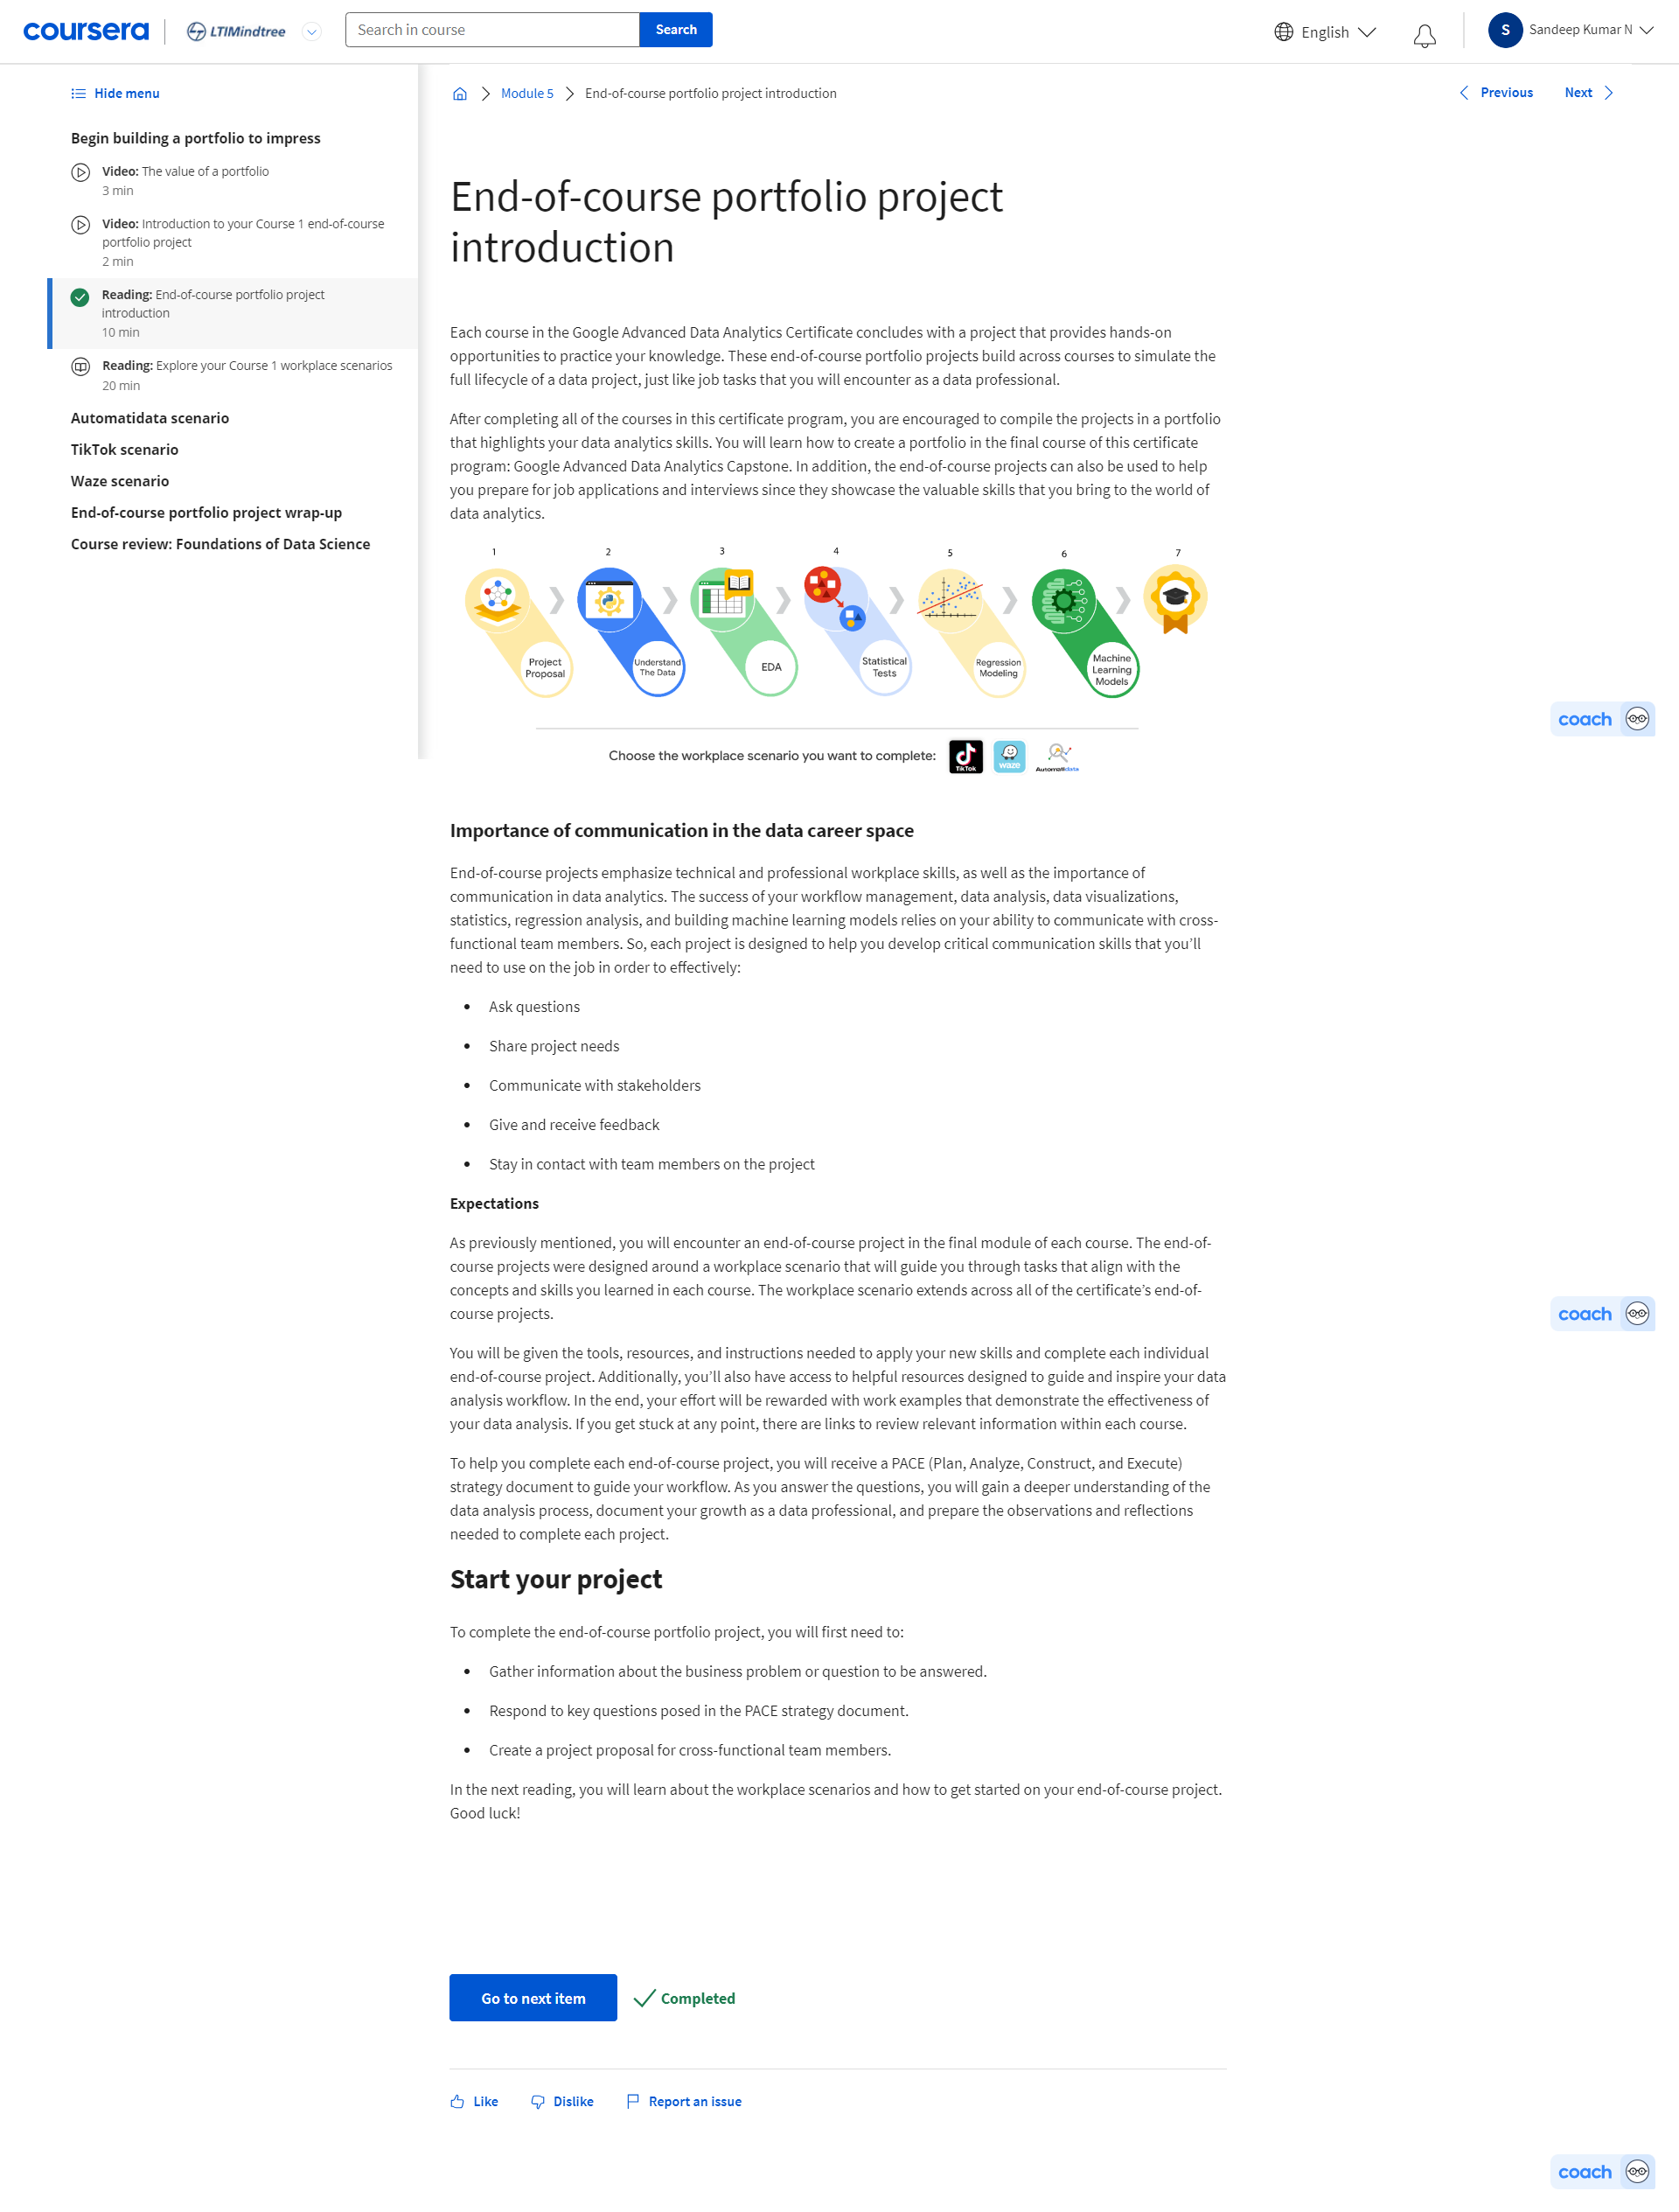 coursera
LTIMindtree
Search in course
Search
English
S
Sandeep Kumar N
Hide menu
Begin building a portfolio to impress
Video: The value of a portfolio
3 min
Video: Introduction to your Course 1 end-of-course
portfolio project
2 min
Reading: End-of-course portfolio project
introduction
10 min
Reading: Explore your Course 1 workplace scenarios
20 min
Automatidata scenario
TikTok scenario
Waze scenario
End-of-course portfolio project wrap-up
Course review: Foundations of Data Science
Module 5
End-of-course portfolio project introduction
Previous
Next
End-of-course portfolio project
introduction
Each course in the Google Advanced Data Analytics Certificate concludes with a project that provides hands-on
opportunities to practice your knowledge. These end-of-course portfolio projects build across courses to simulate the
full lifecycle of a data project, just like job tasks that you will encounter as a data professional.
After completing all of the courses in this certificate program, you are encouraged to compile the projects in a portfolio
that highlights your data analytics skills. You will learn how to create a portfolio in the final course of this certificate
program: Google Advanced Data Analytics Capstone. In addition, the end-of-course projects can also be used to help
you prepare for job applications and interviews since they showcase the valuable skills that you bring to the world of
data analytics.
1 2 3 4 5 6 7
Project
Proposal
Understand
The Data
EDA
Statistical
Tests
Regression
Modeling
Machine
Learning
Models
Choose the workplace scenario you want to complete:
TikTok
waze
Automatidata
coach
Importance of communication in the data career space
End-of-course projects emphasize technical and professional workplace skills, as well as the importance of
communication in data analytics. The success of your workflow management, data analysis, data visualizations,
statistics, regression analysis, and building machine learning models relies on your ability to communicate with cross-
functional team members. So, each project is designed to help you develop critical communication skills that you’ll
need to use on the job in order to effectively:
• Ask questions
• Share project needs
• Communicate with stakeholders
• Give and receive feedback
• Stay in contact with team members on the project
Expectations
As previously mentioned, you will encounter an end-of-course project in the final module of each course. The end-of-
course projects were designed around a workplace scenario that will guide you through tasks that align with the
concepts and skills you learned in each course. The workplace scenario extends across all of the certificate’s end-of-
course projects.
coach
You will be given the tools, resources, and instructions needed to apply your new skills and complete each individual
end-of-course project. Additionally, you’ll also have access to helpful resources designed to guide and inspire your data
analysis workflow. In the end, your effort will be rewarded with work examples that demonstrate the effectiveness of
your data analysis. If you get stuck at any point, there are links to review relevant information within each course.
To help you complete each end-of-course project, you will receive a PACE (Plan, Analyze, Construct, and Execute)
strategy document to guide your workflow. As you answer the questions, you will gain a deeper understanding of the
data analysis process, document your growth as a data professional, and prepare the observations and reflections
needed to complete each project.
Start your project
To complete the end-of-course portfolio project, you will first need to:
• Gather information about the business problem or question to be answered.
• Respond to key questions posed in the PACE strategy document.
• Create a project proposal for cross-functional team members.
In the next reading, you will learn about the workplace scenarios and how to get started on your end-of-course project.
Good luck!
Go to next item
Completed
Like
Dislike
Report an issue
coach